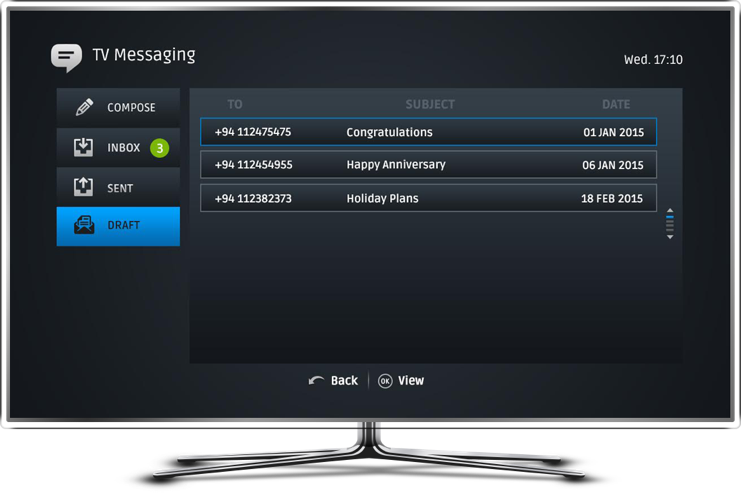 TV Messaging
Wed. 17:10
COMPOSE
INBOX 3
SENT
DRAFT
TO SUBJECT DATE
+94 112475475 Congratulations 01 JAN 2015
+94 112454955 Happy Anniversary 06 JAN 2015
+94 112382373 Holiday Plans 18 FEB 2015
Back OK View